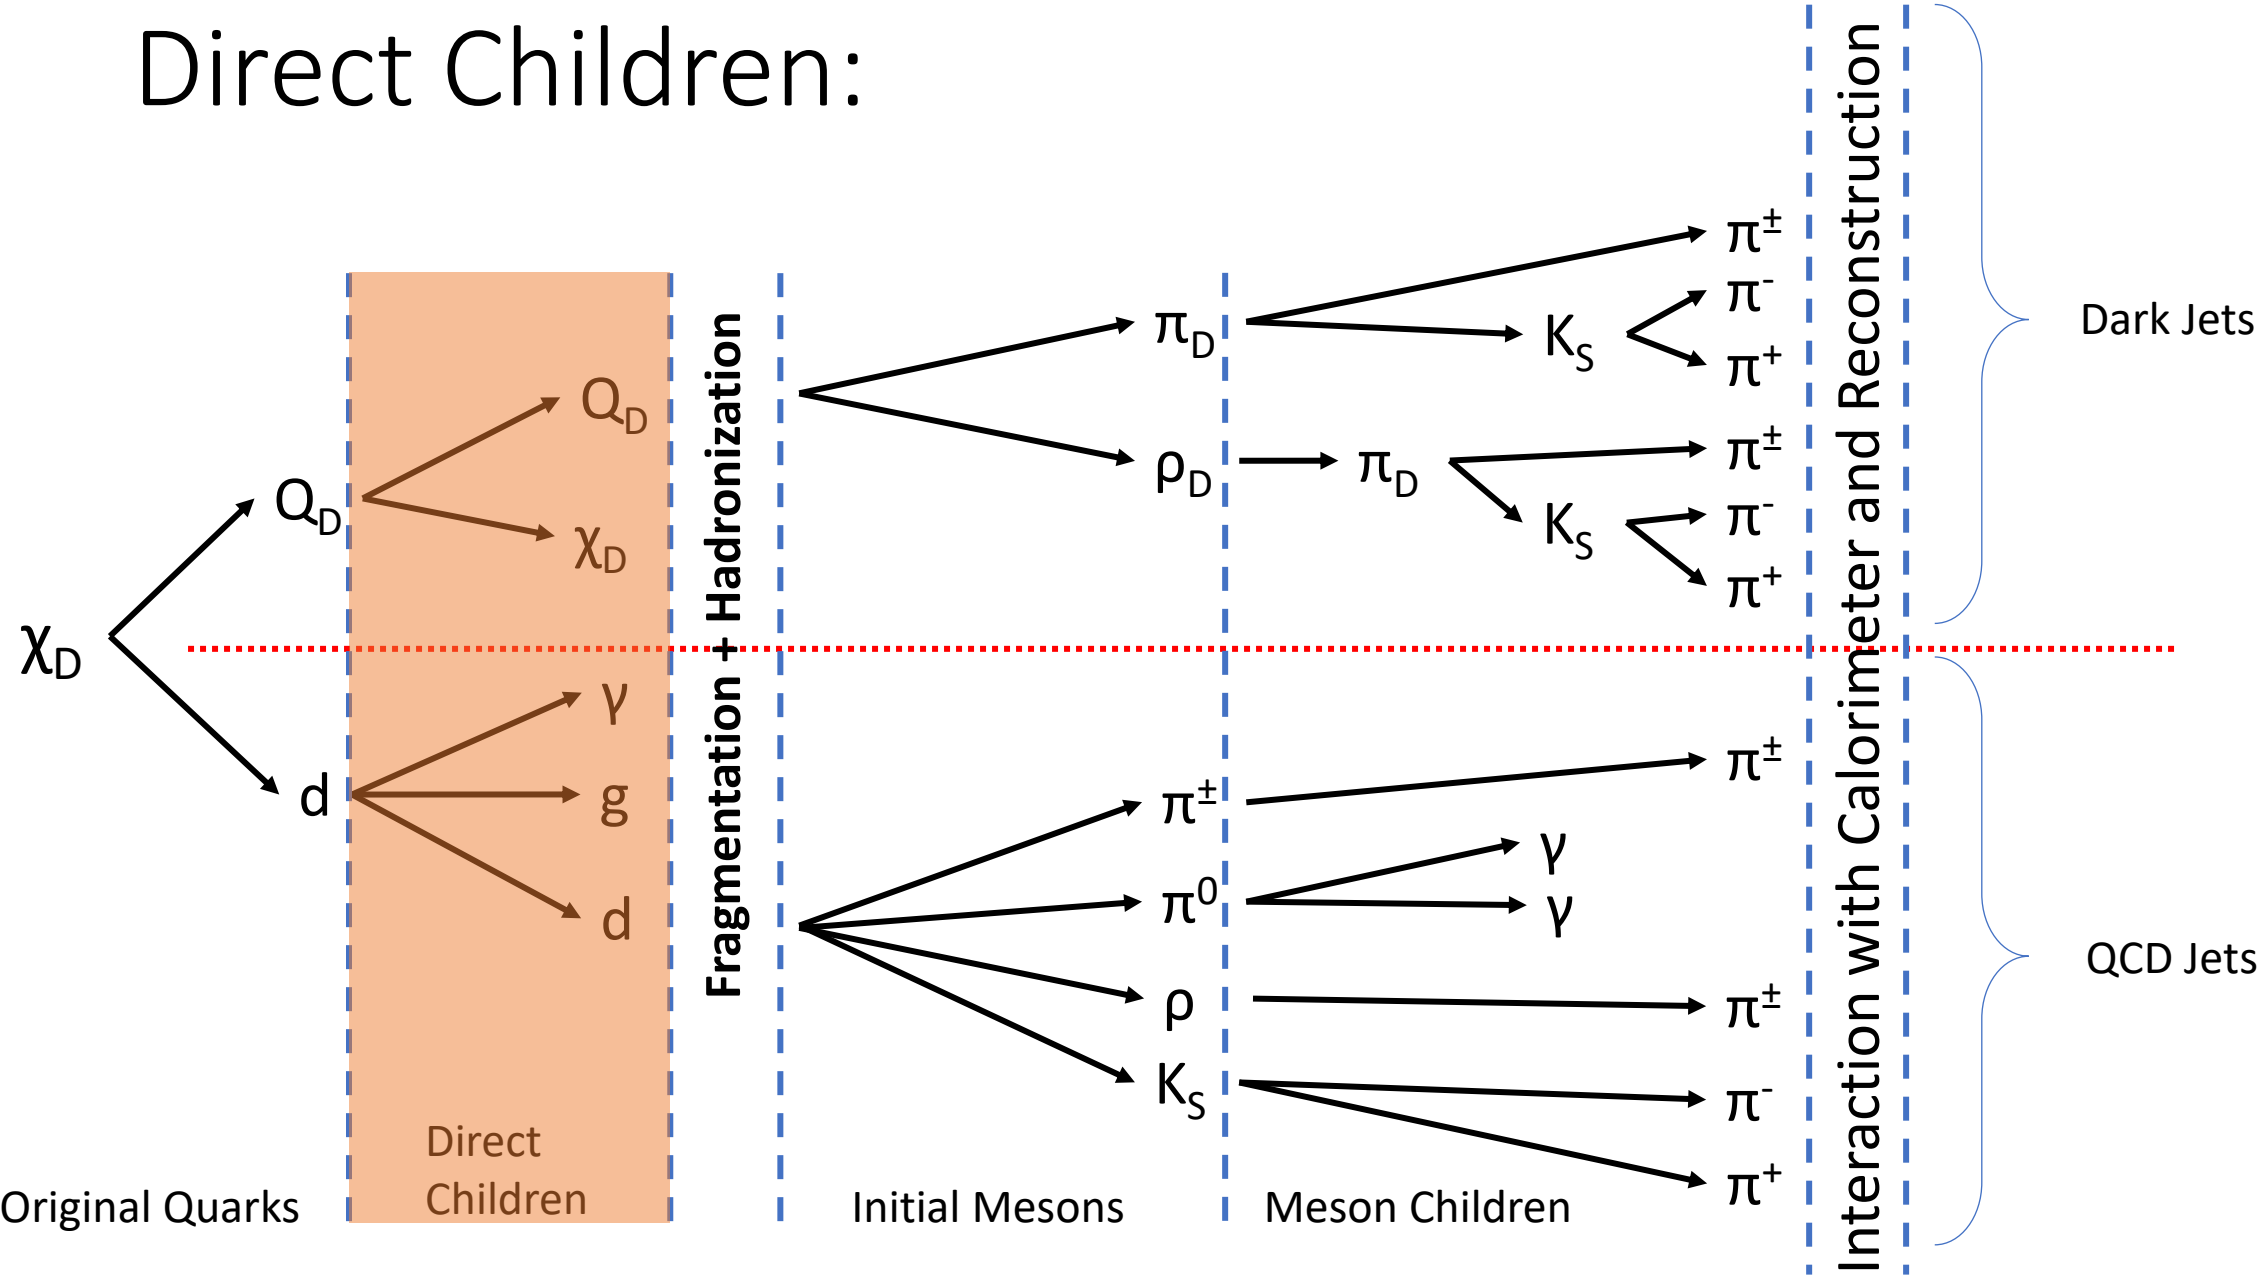 Direct Children:
χD
QD
d
QD
χD
γ
g
d
Direct
Children
Original Quarks
Fragmentation + Hadronization
πD
ρD
π±
π0
ρ
KS
Initial Mesons
π±
KS
π-
π+
πD
π±
KS
π-
π+
π±
γ
γ
π±
π-
π+
Meson Children
Interaction with Calorimeter and Reconstruction
Dark Jets
QCD Jets